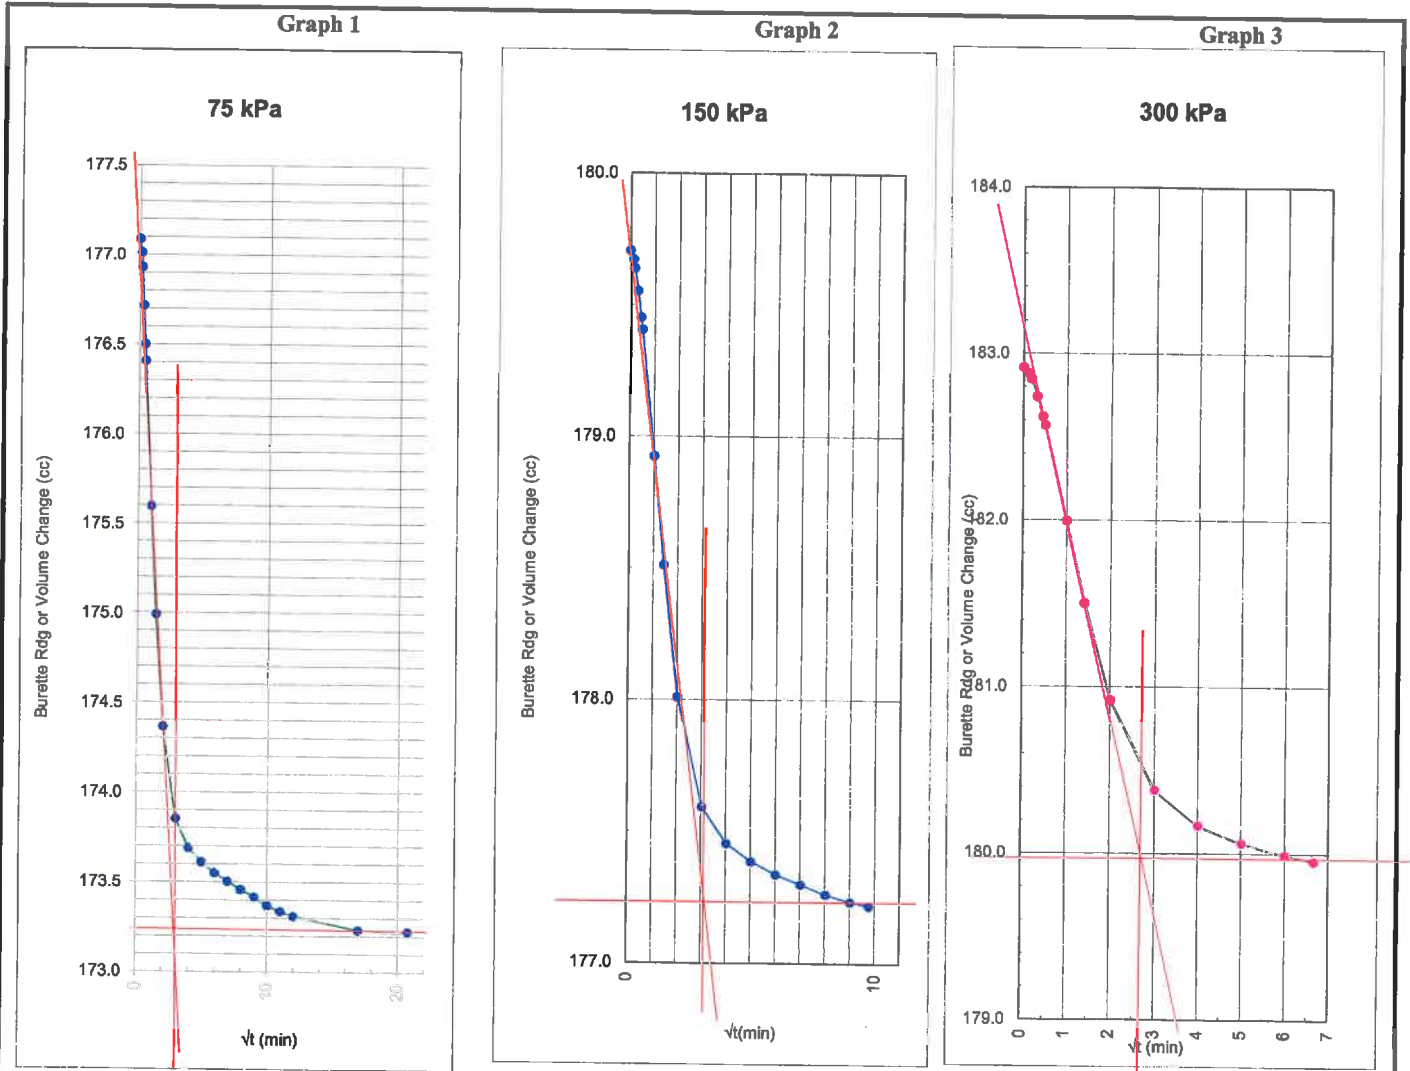 Graph 1
75 kPa
177.5
177.0
176.5
176.0
175.5
175.0
174.5
174.0
173.5
173.0
0
10
20
Burette Rdg or Volume Change (cc)
√t (min)
Graph 2
150 kPa
180.0
179.0
178.0
177.0
0
10
Burette Rdg or Volume Change (cc)
√t(min)
Graph 3
300 kPa
184.0
183.0
182.0
181.0
180.0
179.0
0
1
2
3
4
5
6
7
Burette Rdg or Volume Change (cc)
√t (min)